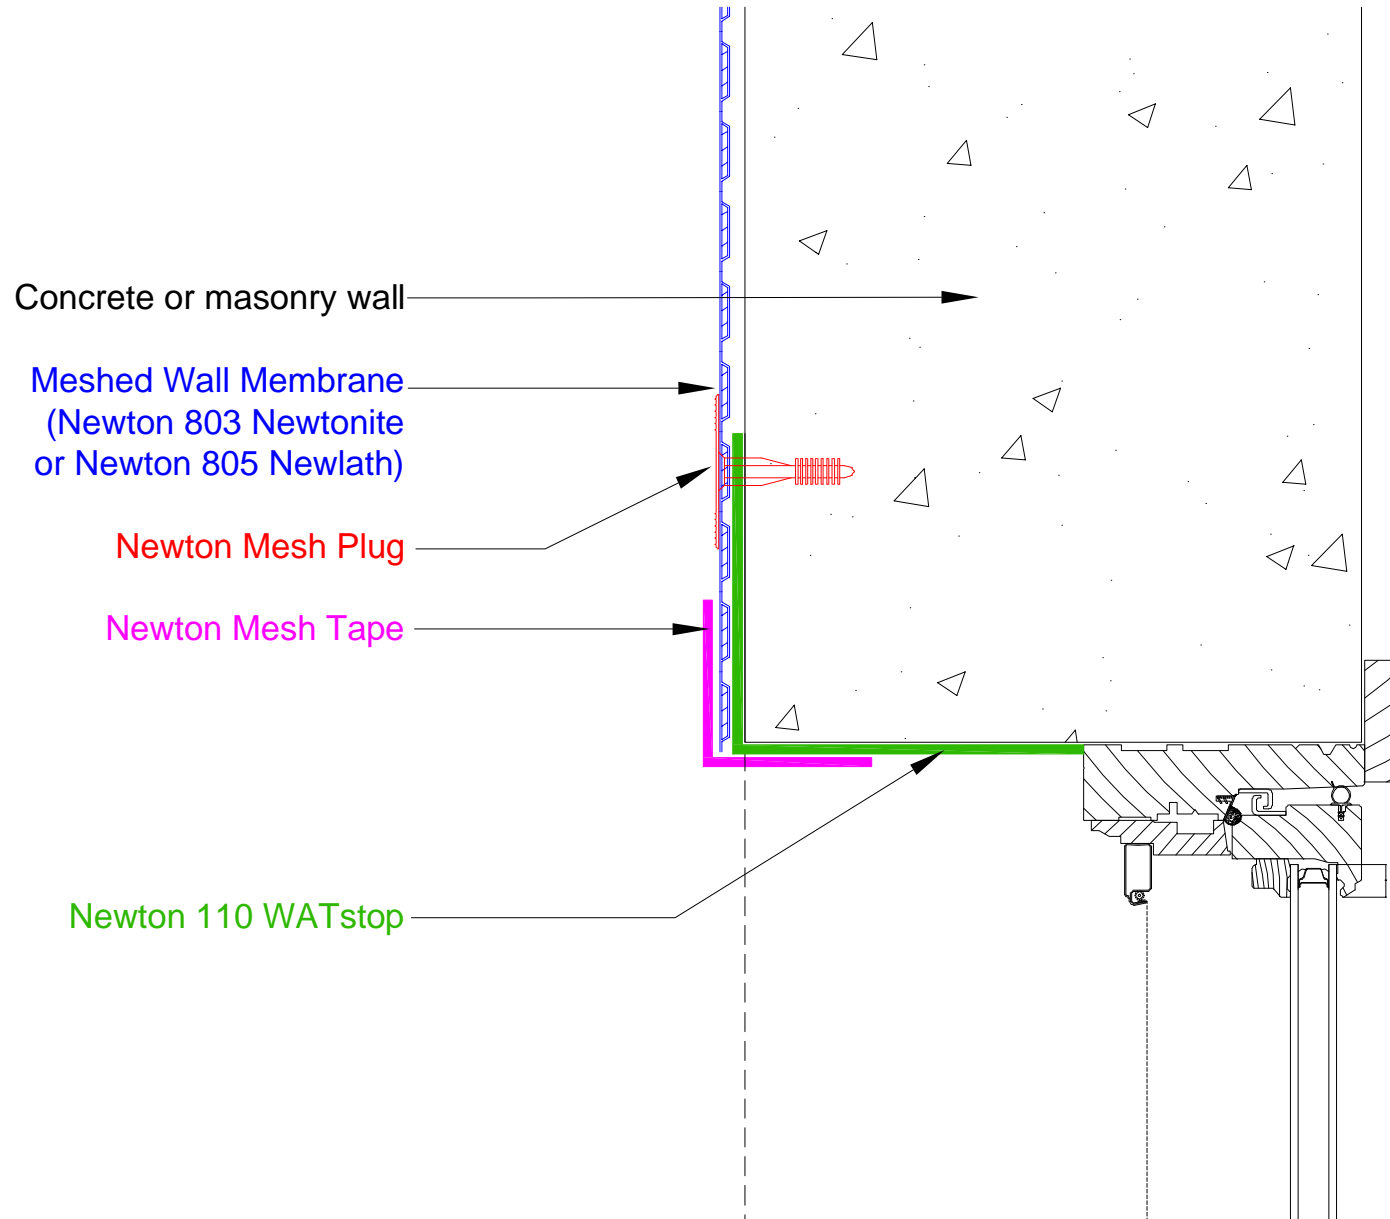 Concrete or masonry wall
Meshed Wall Membrane
(Newton 803 Newtonite
or Newton 805 Newlath)
Newton Mesh Plug
Newton Mesh Tape
Newton 110 WATstop